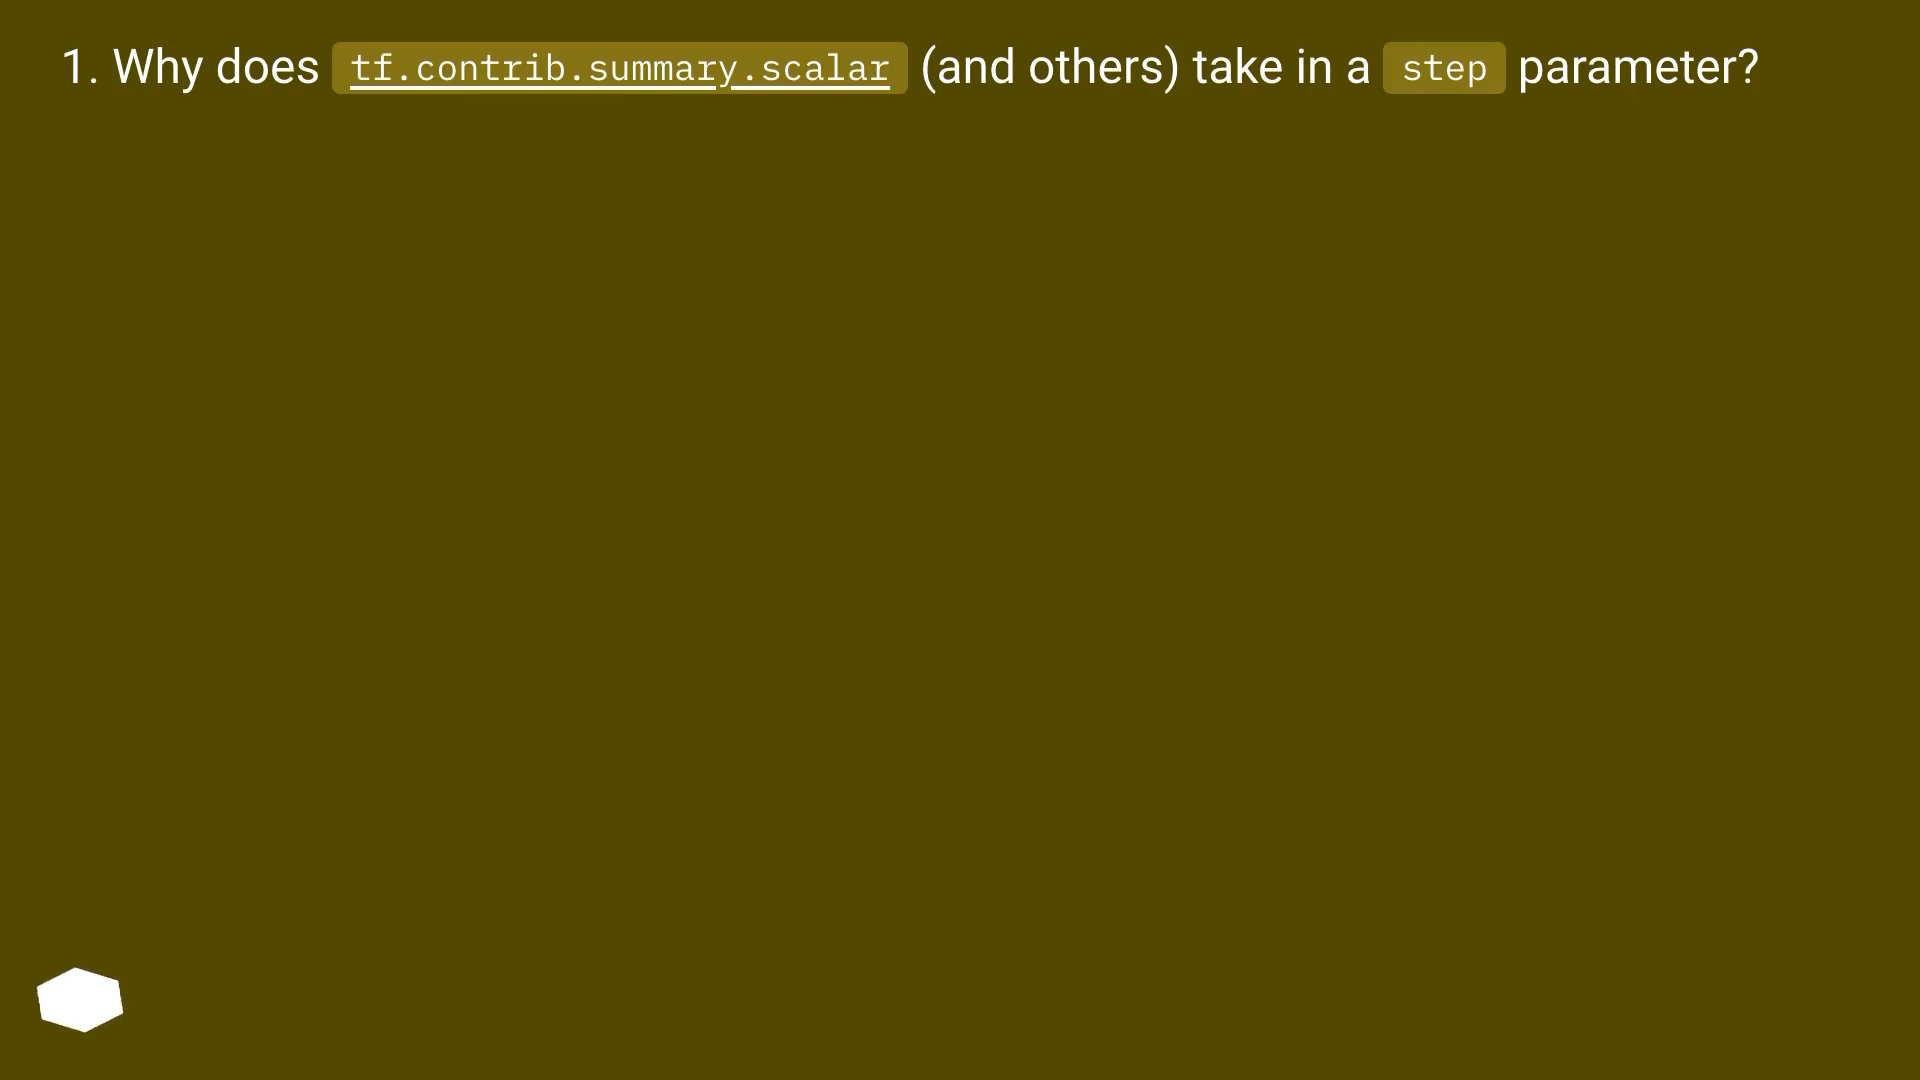 1. Why does tf.contrib.summary.scalar (and others) take in a step parameter?